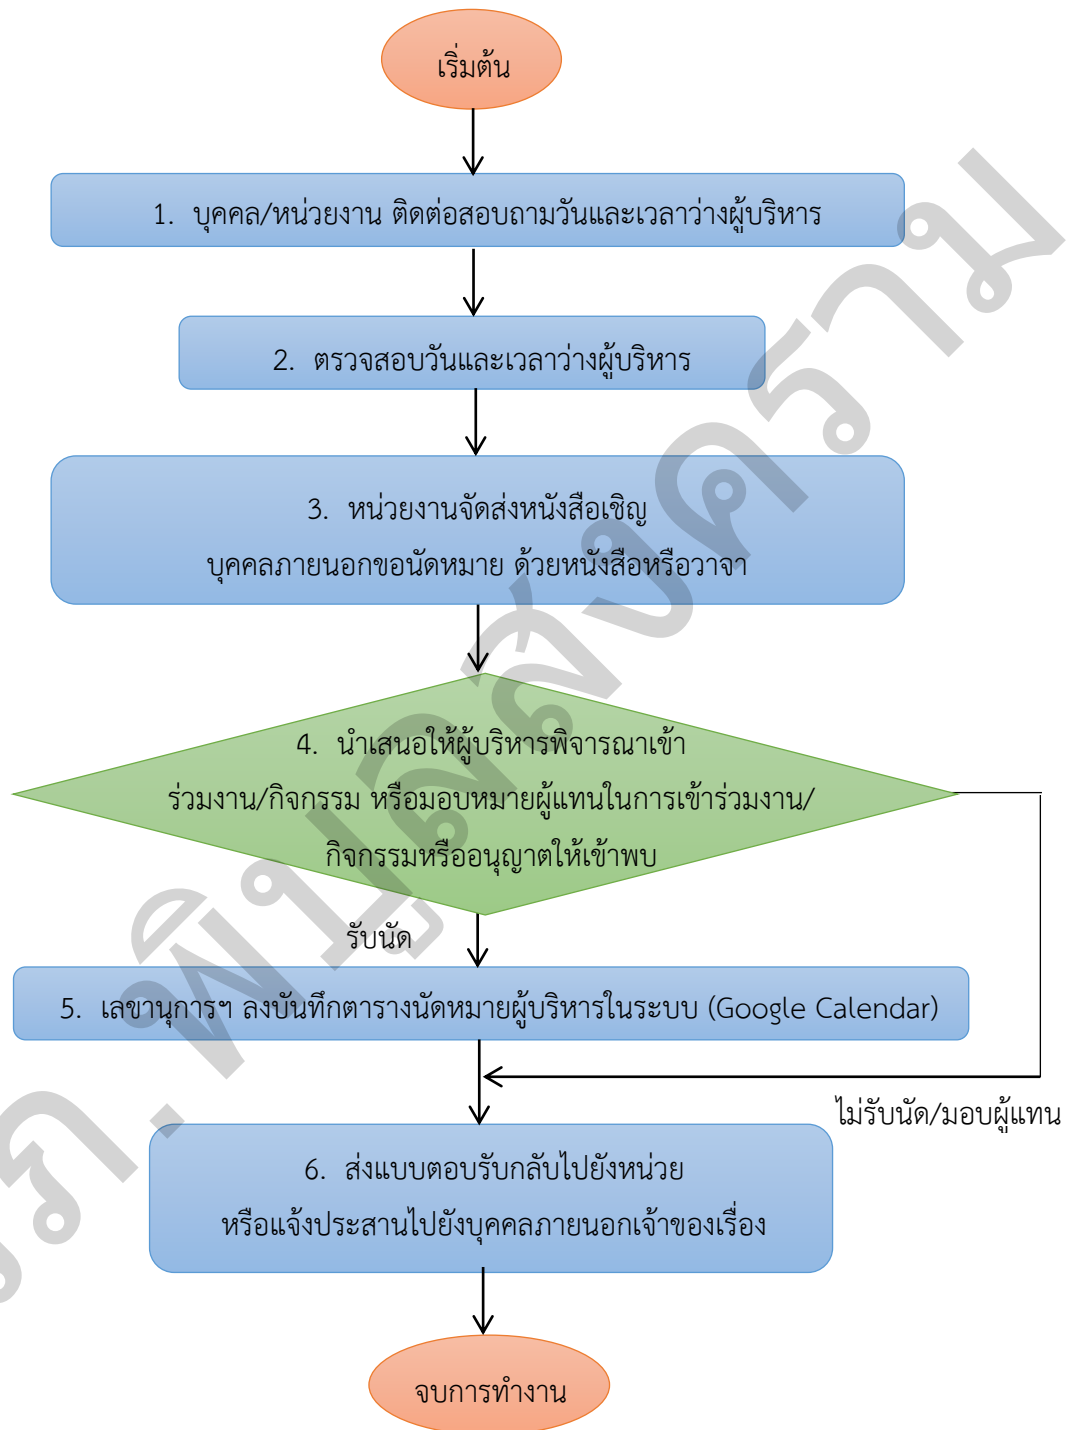 เริ่มต้น
1. บุคคล/หน่วยงาน ติดต่อสอบถามวันและเวลาว่างผู้บริหาร
2. ตรวจสอบวันและเวลาว่างผู้บริหาร
3. หน่วยงานจัดส่งหนังสือเชิญ
บุคคลภายนอกขอนัดหมาย ด้วยหนังสือหรือวาจา
4. นำเสนอให้ผู้บริหารพิจารณาเข้า
ร่วมงาน/กิจกรรม หรือมอบหมายผู้แทนในการเข้าร่วมงาน/
กิจกรรมหรืออนุญาตให้เข้าพบ
รับนัด
5. เลขานุการฯ ลงบันทึกตารางนัดหมายผู้บริหารในระบบ (Google Calendar)
ไม่รับนัด/มอบผู้แทน
6. ส่งแบบตอบรับกลับไปยังหน่วย
หรือแจ้งประสานไปยังบุคคลภายนอกเจ้าของเรื่อง
จบการทำงาน
รภ.พิบูลสงคราม